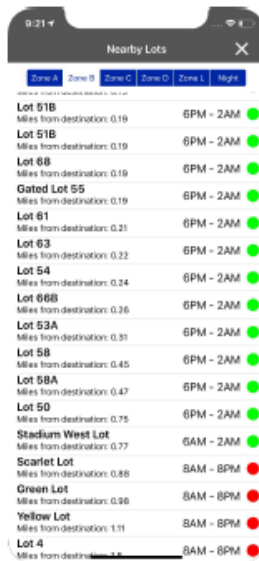 9:21
Nearby Lots
Zone A Zone B Zone C Zone D Zone L Night
Lot 51B
Miles from destination: 0.19
6PM - 2AM
Lot 51B
Miles from destination: 0.19
6PM - 2AM
Lot 68
Miles from destination: 0.19
6PM - 2AM
Gated Lot 55
Miles from destination: 0.19
6PM - 2AM
Lot 61
Miles from destination: 0.21
6PM - 2AM
Lot 63
Miles from destination: 0.22
6PM - 2AM
Lot 54
Miles from destination: 0.24
6PM - 2AM
Lot 66B
Miles from destination: 0.26
6PM - 2AM
Lot 53A
Miles from destination: 0.31
6PM - 2AM
Lot 58
Miles from destination: 0.45
6PM - 2AM
Lot 58A
Miles from destination: 0.47
6PM - 2AM
Lot 50
Miles from destination: 0.75
6PM - 2AM
Stadium West Lot
Miles from destination: 0.77
6AM - 2AM
Scarlet Lot
Miles from destination: 0.88
8AM - 8PM
Green Lot
Miles from destination: 0.98
8AM - 8PM
Yellow Lot
Miles from destination: 1.11
8AM - 8PM
Lot 4
Miles from
8AM - 8PM